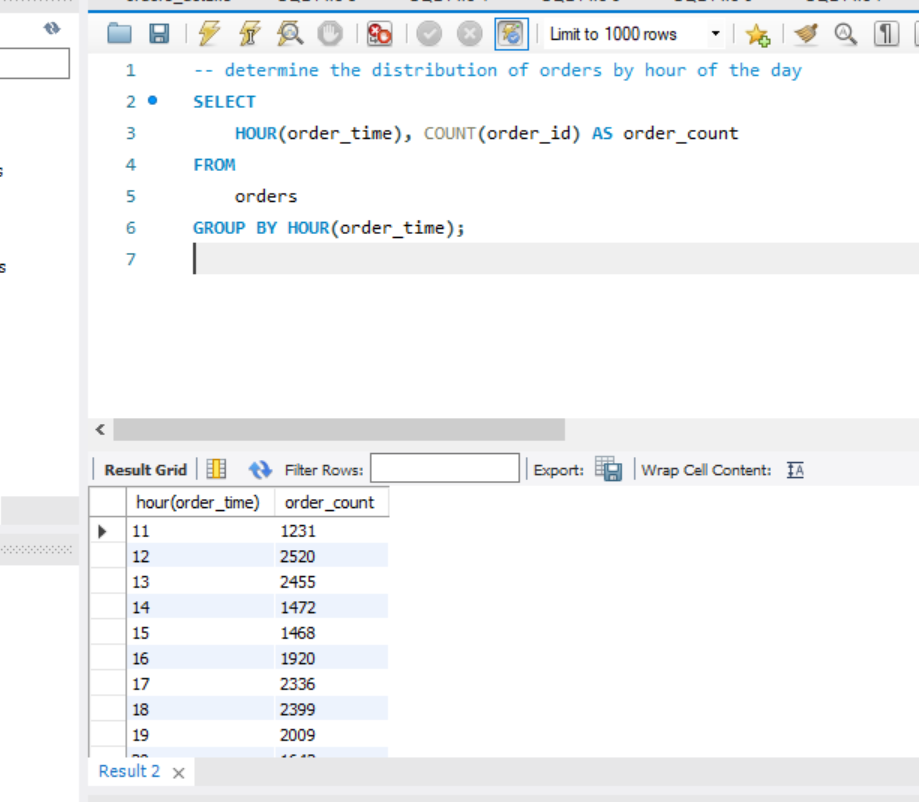 Limit to 1000 rows
1 -- determine the distribution of orders by hour of the day
2 SELECT
3 HOUR(order_time), COUNT(order_id) AS order_count
4 FROM
5 orders
6 GROUP BY HOUR(order_time);
7
Result Grid Filter Rows: Export: Wrap Cell Content:
hour(order_time) order_count
11 1231
12 2520
13 2455
14 1472
15 1468
16 1920
17 2336
18 2399
19 2009
Result 2